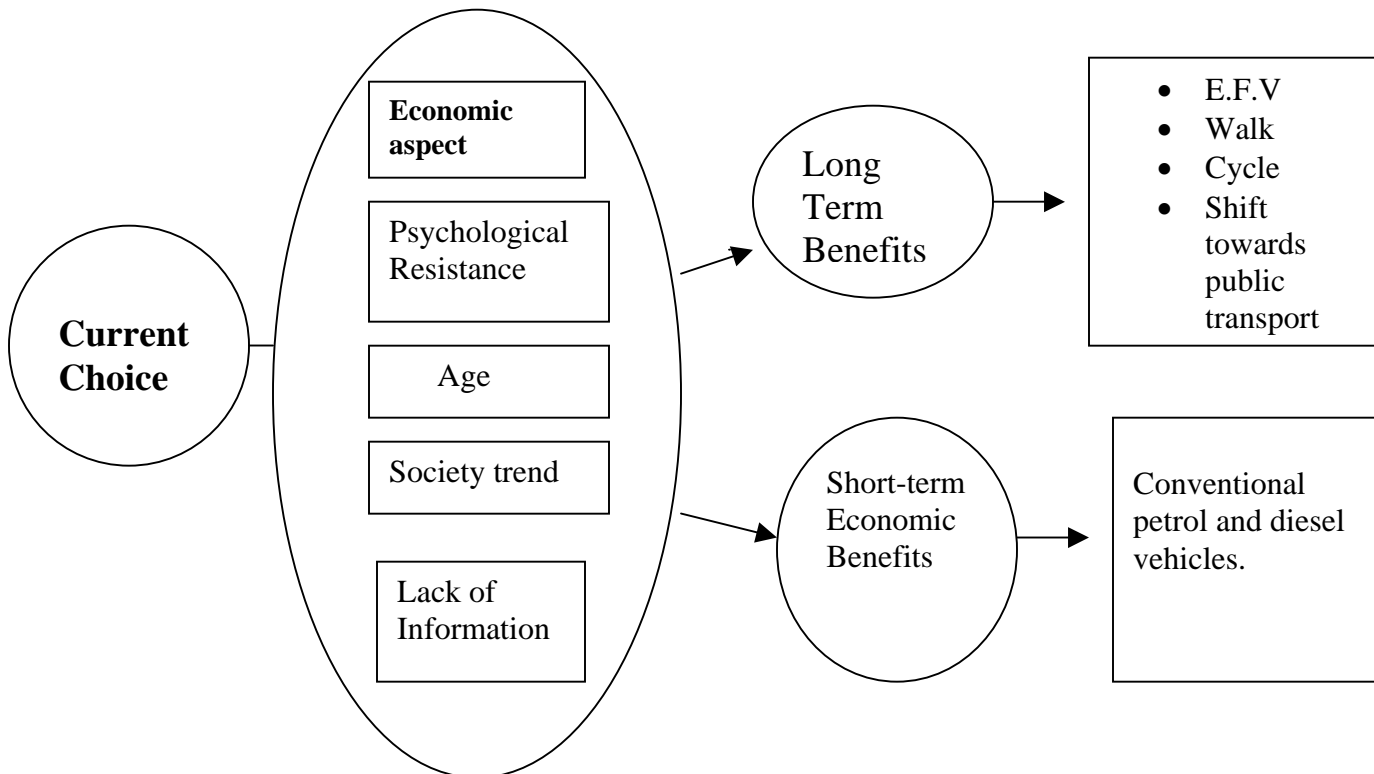 Current
Choice
Economic
aspect
Psychological
Resistance
Age
Society trend
Lack of
Information
Long
Term
Benefits
• E.F.V
• Walk
• Cycle
• Shift
towards
public
transport
Short-term
Economic
Benefits
Conventional
petrol and diesel
vehicles.